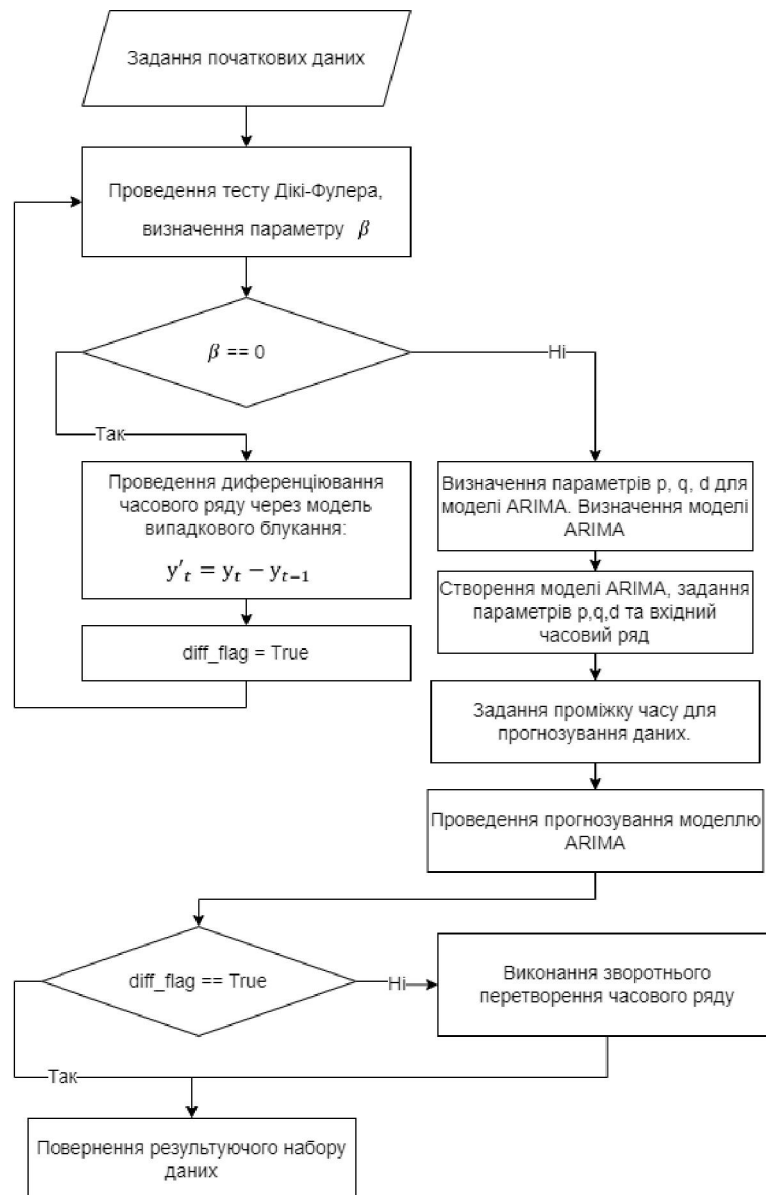 Задання початкових даних
Проведення тесту Дікі-Фулера,
визначення параметру β
β == 0
Ні
Так
Проведення диференціювання
часового ряду через модель
випадкового блукання:
y'ₜ = yₜ − yₜ₋₁
diff_flag = True
Визначення параметрів p, q, d для
моделі ARIMA. Визначення моделі
ARIMA
Створення моделі ARIMA, задання
параметрів p,q,d та вхідний
часовий ряд
Задання проміжку часу для
прогнозування даних.
Проведення прогнозування моделлю
ARIMA
diff_flag == True
Ні
Виконання зворотнього
перетворення часового ряду
Так
Повернення результуючого набору
даних